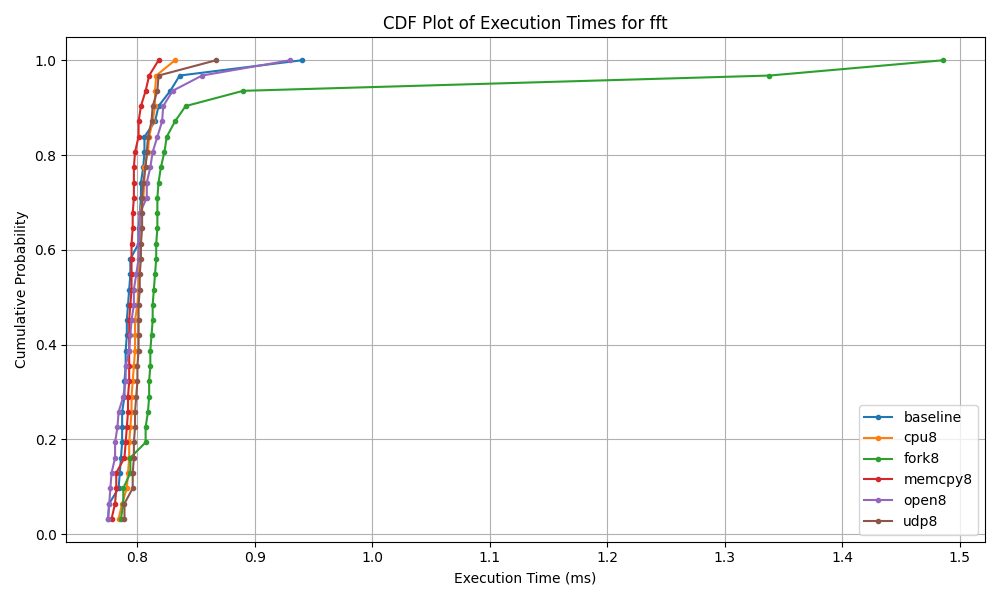 CDF Plot of Execution Times for fft
1.0
0.8
0.6
0.4
0.2
0.0
Cumulative Probability
0.8 0.9 1.0 1.1 1.2 1.3 1.4 1.5
Execution Time (ms)
baseline
cpu8
fork8
memcpy8
open8
udp8